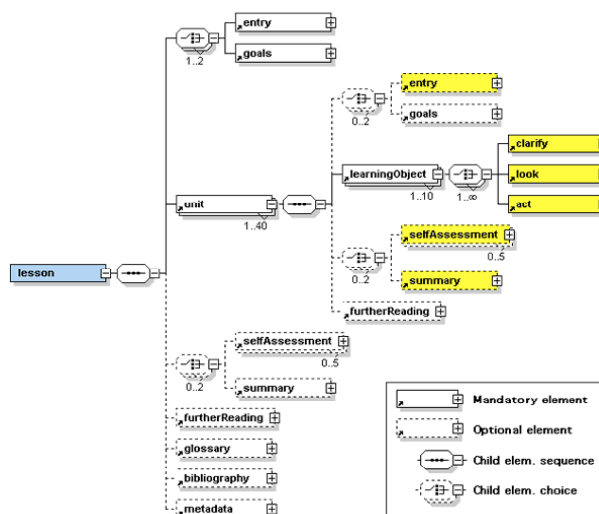 entry
1..2
goals
entry
0..2
goals
clarify
learningObject
look
1..10
1..∞
unit
act
1..40
selfAssessment
0..5
0..2
summary
lesson
furtherReading
selfAssessment
0..5
0..2
summary
furtherReading
glossary
bibliography
metadata
Mandatory element
Optional element
Child elem. sequence
Child elem. choice